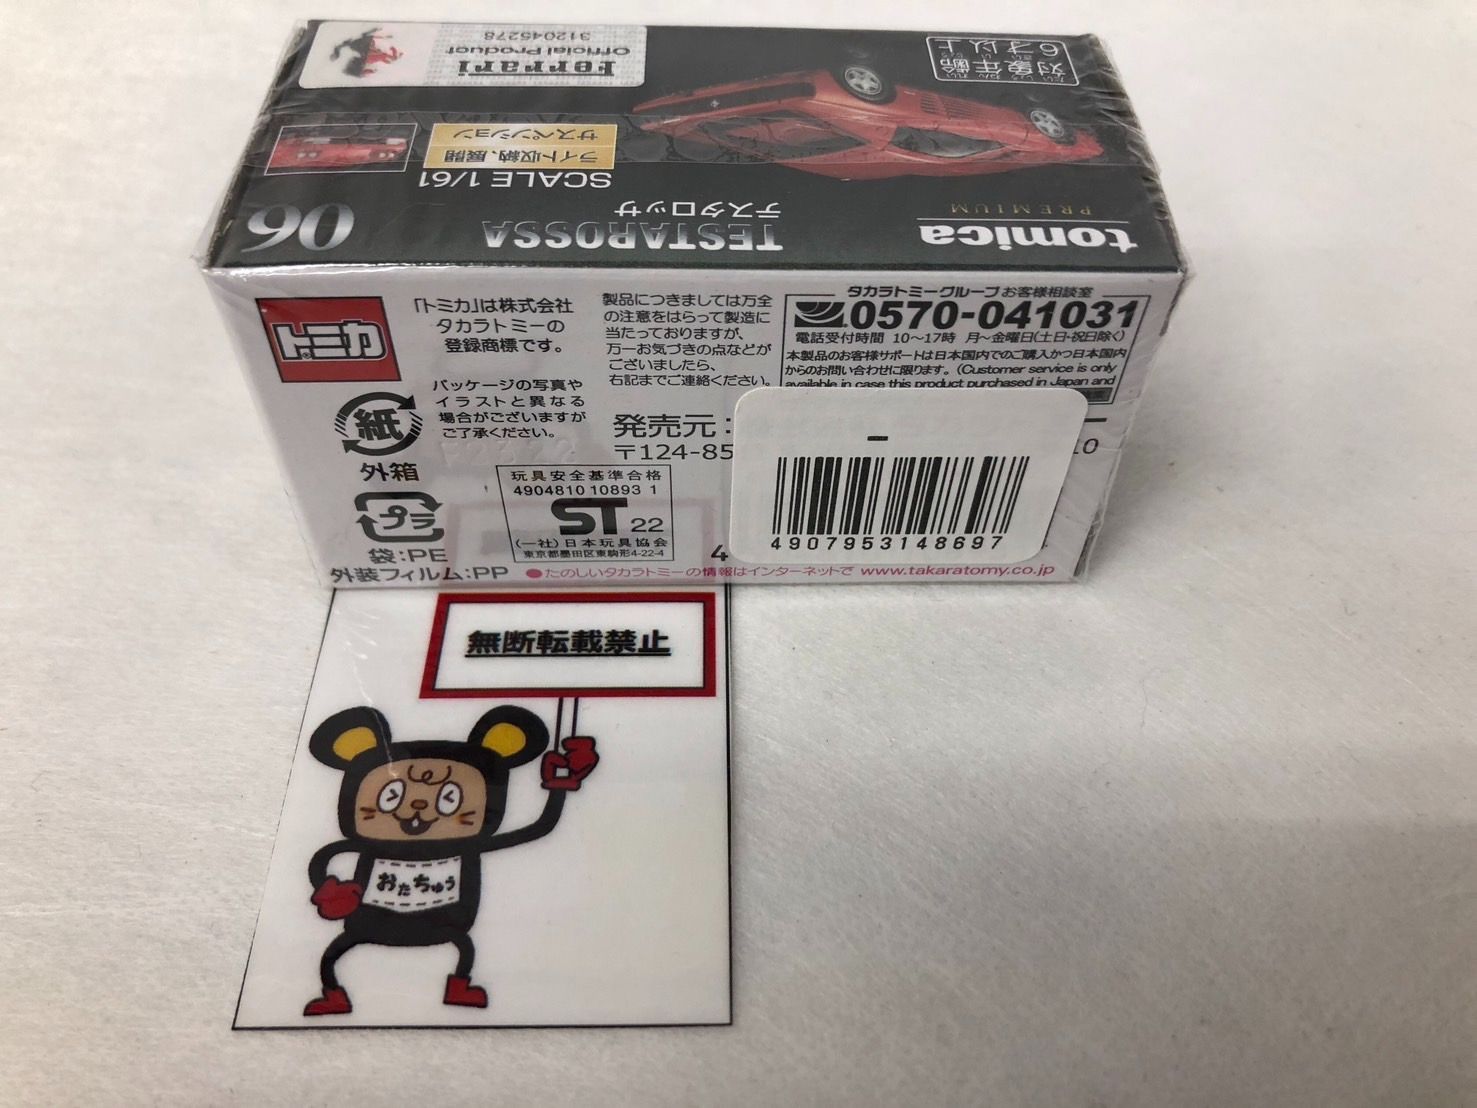 対象年齢
6才以上
ferrari
Official Product
312045278
ライト収納、展開
サスペンション
SCALE 1/61
06
TESTAROSSA
テスタロッサ
tomica
PREMIUM
トミカ
「トミカ」は株式会社
タカラトミーの
登録商標です。
パッケージの写真や
イラストと異なる
場合がございますが
ご了承ください。
紙
外箱
プラ
袋:PE
外装フィルム:PP
製品につきましては万全
の注意をはらって製造に
当たっておりますが、
万一お気づきの点などが
ございましたら、
右記までご連絡ください。
タカラトミーグループお客様相談室
0570-041031
電話受付時間 10〜17時 月〜金曜日(土日・祝日除く)
本製品のお客様サポートは日本国内でのご購入かつ日本国内
からのお問い合わせに限ります。(Customer service is only
available in case this product purchased in Japan and
発売元:
〒124-85
10
玩具安全基準合格
4904810 10893 1
ST 22
(一社)日本玩具協会
東京都墨田区東駒形4-22-4
4
4907953148697
●たのしいタカラトミーの情報はインターネットで www.takaratomy.co.jp
無断転載禁止
おたちゅう